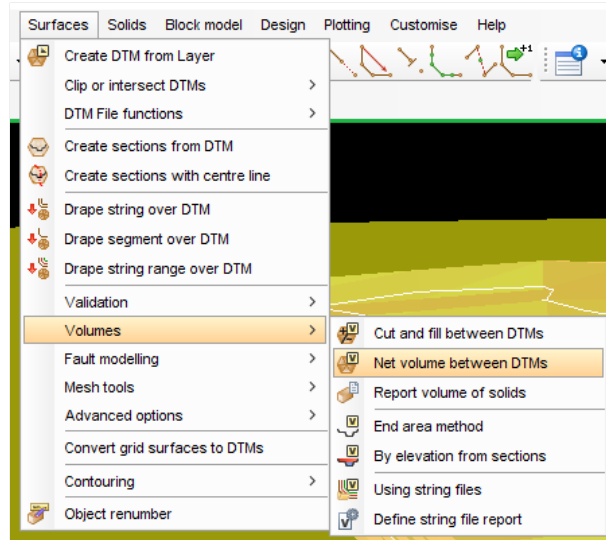 Surfaces Solids Block model Design Plotting Customise Help
Create DTM from Layer
Clip or intersect DTMs
DTM File functions
Create sections from DTM
Create sections with centre line
Drape string over DTM
Drape segment over DTM
Drape string range over DTM
Validation
Volumes
Fault modelling
Mesh tools
Advanced options
Convert grid surfaces to DTMs
Contouring
Object renumber
Cut and fill between DTMs
Net volume between DTMs
Report volume of solids
End area method
By elevation from sections
Using string files
Define string file report
+1